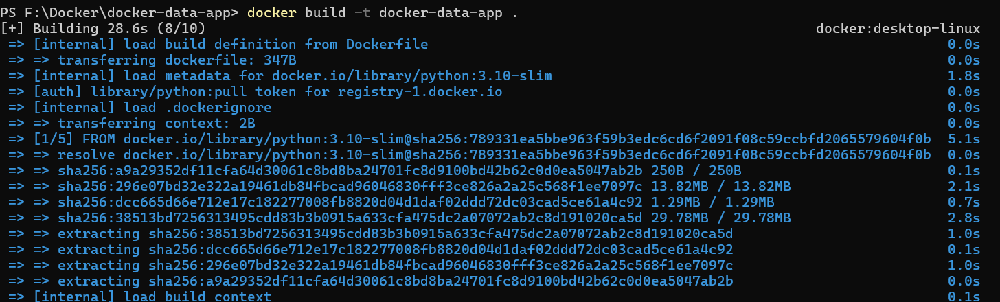 PS F:\Docker\docker-data-app> docker build -t docker-data-app .
[+] Building 28.6s (8/10) docker:desktop-linux
=> [internal] load build definition from Dockerfile 0.0s
=> => transferring dockerfile: 347B 0.0s
=> [internal] load metadata for docker.io/library/python:3.10-slim 1.8s
=> [auth] library/python:pull token for registry-1.docker.io 0.0s
=> [internal] load .dockerignore 0.0s
=> => transferring context: 2B 0.0s
=> [1/5] FROM docker.io/library/python:3.10-slim@sha256:789331ea5bbe963f59b3edc6cd6f2091f08c59ccbfd2065579604f0b 5.1s
=> => resolve docker.io/library/python:3.10-slim@sha256:789331ea5bbe963f59b3edc6cd6f2091f08c59ccbfd2065579604f0b 0.0s
=> => sha256:a9a29352df11cfa64d30061c8bd8ba24701fc8d9100bd42b62c0d0ea5047ab2b 250B / 250B 0.1s
=> => sha256:296e07bd32e322a19461db84fbcad96046830fff3ce826a2a25c568f1ee7097c 13.82MB / 13.82MB 2.1s
=> => sha256:dcc665d66e712e17c182277008fb8820d04d1daf02ddd72dc03cad5ce61a4c92 1.29MB / 1.29MB 0.7s
=> => sha256:38513bd7256313495cdd83b3b0915a633cfa475dc2a07072ab2c8d191020ca5d 29.78MB / 29.78MB 2.8s
=> => extracting sha256:38513bd7256313495cdd83b3b0915a633cfa475dc2a07072ab2c8d191020ca5d 1.0s
=> => extracting sha256:dcc665d66e712e17c182277008fb8820d04d1daf02ddd72dc03cad5ce61a4c92 0.1s
=> => extracting sha256:296e07bd32e322a19461db84fbcad96046830fff3ce826a2a25c568f1ee7097c 1.0s
=> => extracting sha256:a9a29352df11cfa64d30061c8bd8ba24701fc8d9100bd42b62c0d0ea5047ab2b 0.0s
=> [internal] load build context 0.1s